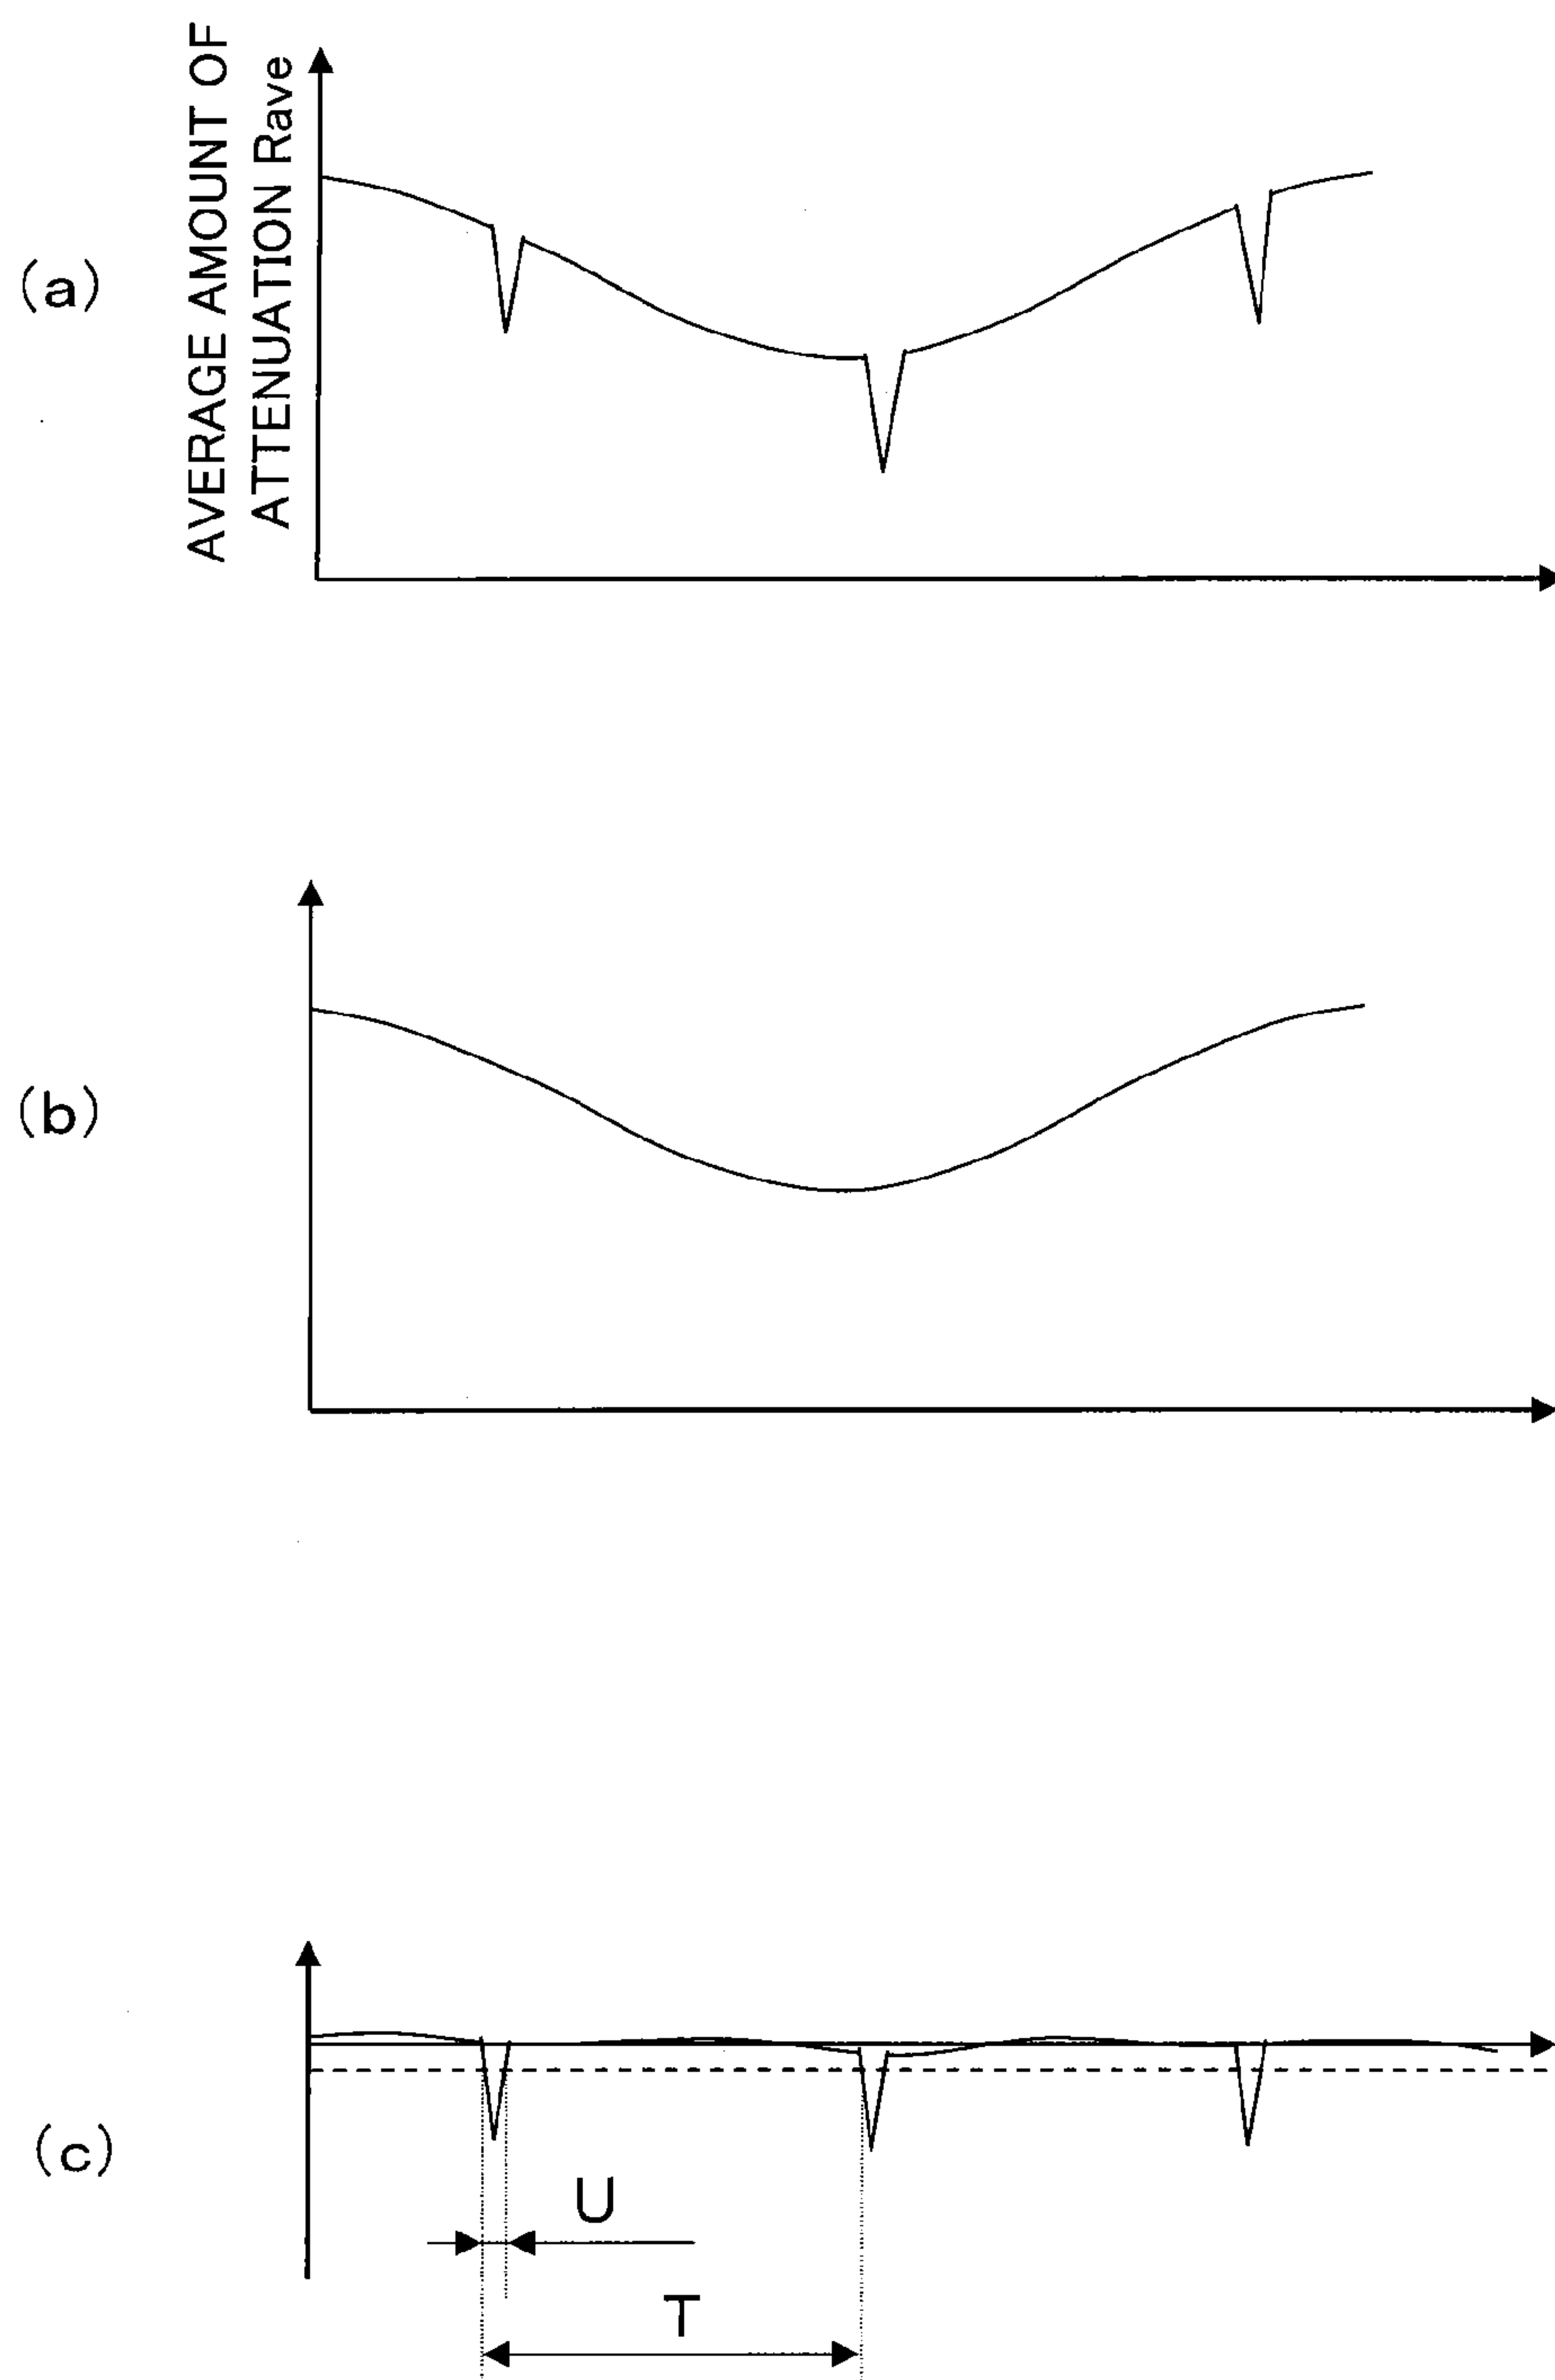 AVERAGE AMOUNT OF
ATTENUATION Rave
(a)
(b)
(c)
U
T